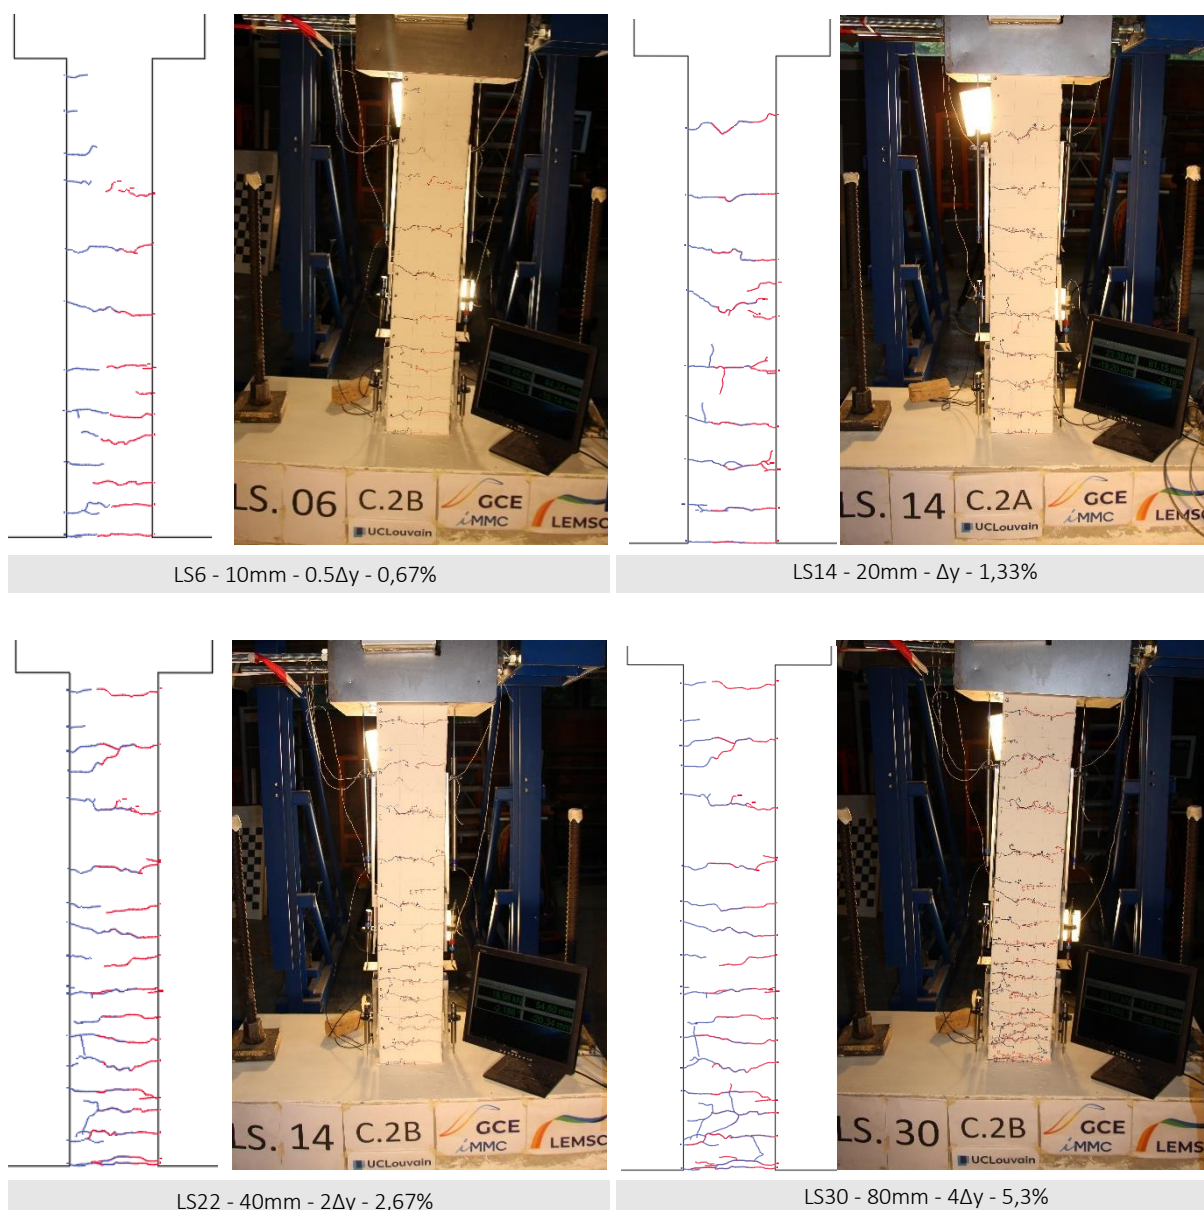 LS. 06
C.2B
GCE
iMMC
UCLouvain
LEMSC
LS6 - 10mm - 0.5Δy - 0,67%
LS. 14
C.2A
GCE
iMMC
UCLouvain
LEMSC
LS14 - 20mm - Δy - 1,33%
LS. 14
C.2B
GCE
iMMC
UCLouvain
LEMSC
LS22 - 40mm - 2Δy - 2,67%
LS. 30
C.2B
GCE
iMMC
UCLouvain
LEMS
LS30 - 80mm - 4Δy - 5,3%